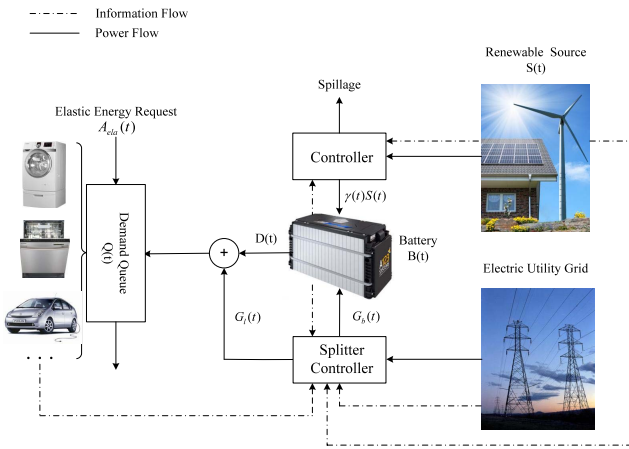 Information Flow
Power Flow
Renewable Source
S(t)
Spillage
Elastic Energy Request
A_ela(t)
Controller
γ(t)S(t)
Demand Queue
Q(t)
D(t)
+
Battery
B(t)
Electric Utility Grid
G_l(t)
G_b(t)
Splitter
Controller
. . .